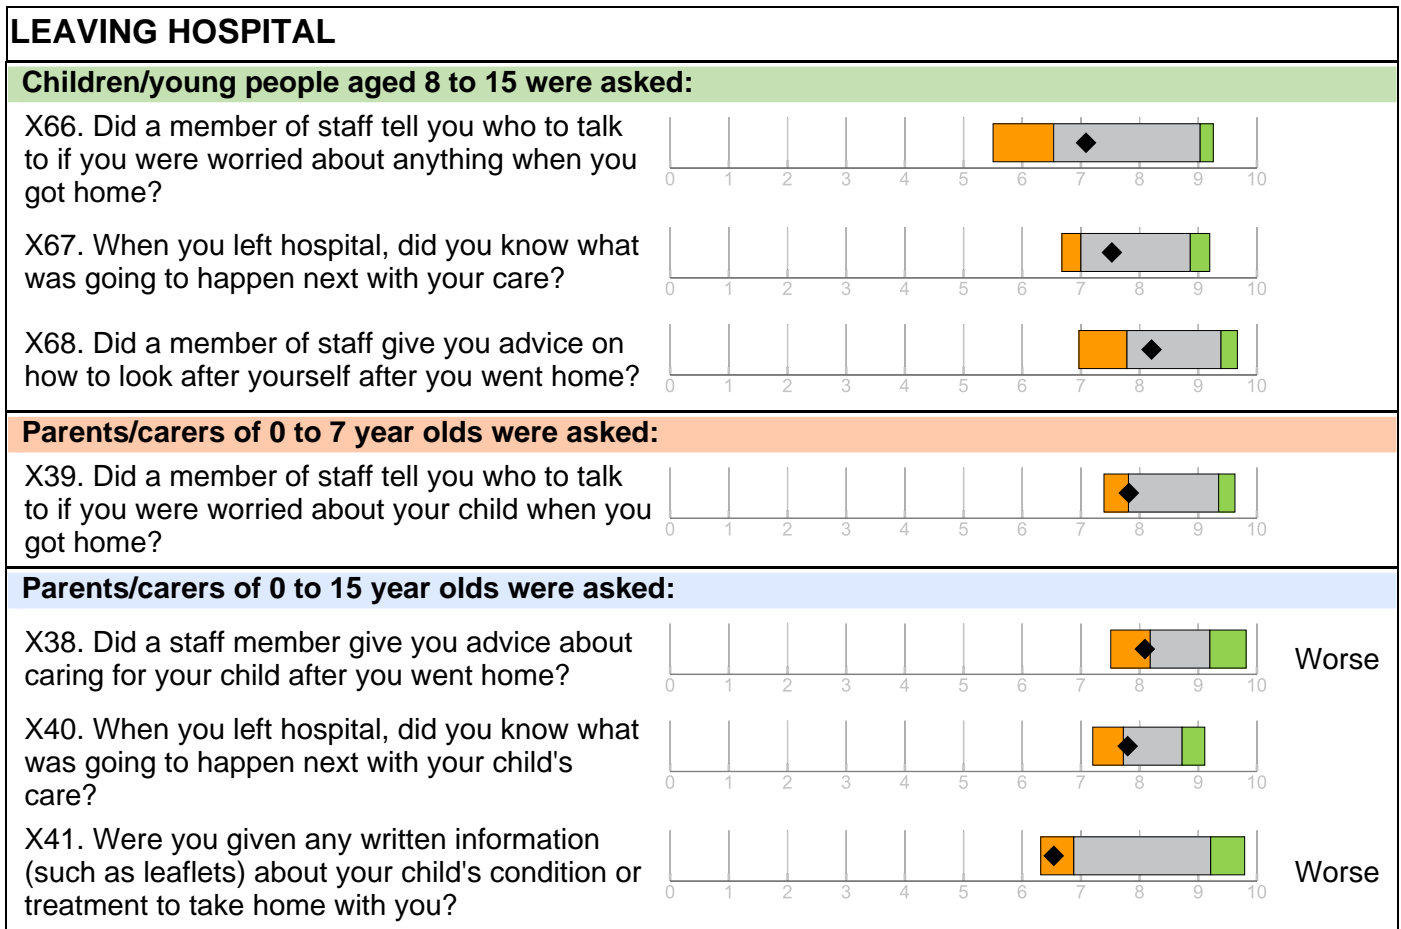 LEAVING HOSPITAL
Children/young people aged 8 to 15 were asked:
X66. Did a member of staff tell you who to talk
to if you were worried about anything when you
got home?
0 1 2 3 4 5 6 7 8 9 10
X67. When you left hospital, did you know what
was going to happen next with your care?
0 1 2 3 4 5 6 7 8 9 10
X68. Did a member of staff give you advice on
how to look after yourself after you went home?
0 1 2 3 4 5 6 7 8 9 10
Parents/carers of 0 to 7 year olds were asked:
X39. Did a member of staff tell you who to talk
to if you were worried about your child when you
got home?
0 1 2 3 4 5 6 7 8 9 10
Parents/carers of 0 to 15 year olds were asked:
X38. Did a staff member give you advice about
caring for your child after you went home?
0 1 2 3 4 5 6 7 8 9 10
Worse
X40. When you left hospital, did you know what
was going to happen next with your child's
care?
0 1 2 3 4 5 6 7 8 9 10
X41. Were you given any written information
(such as leaflets) about your child's condition or
treatment to take home with you?
0 1 2 3 4 5 6 7 8 9 10
Worse